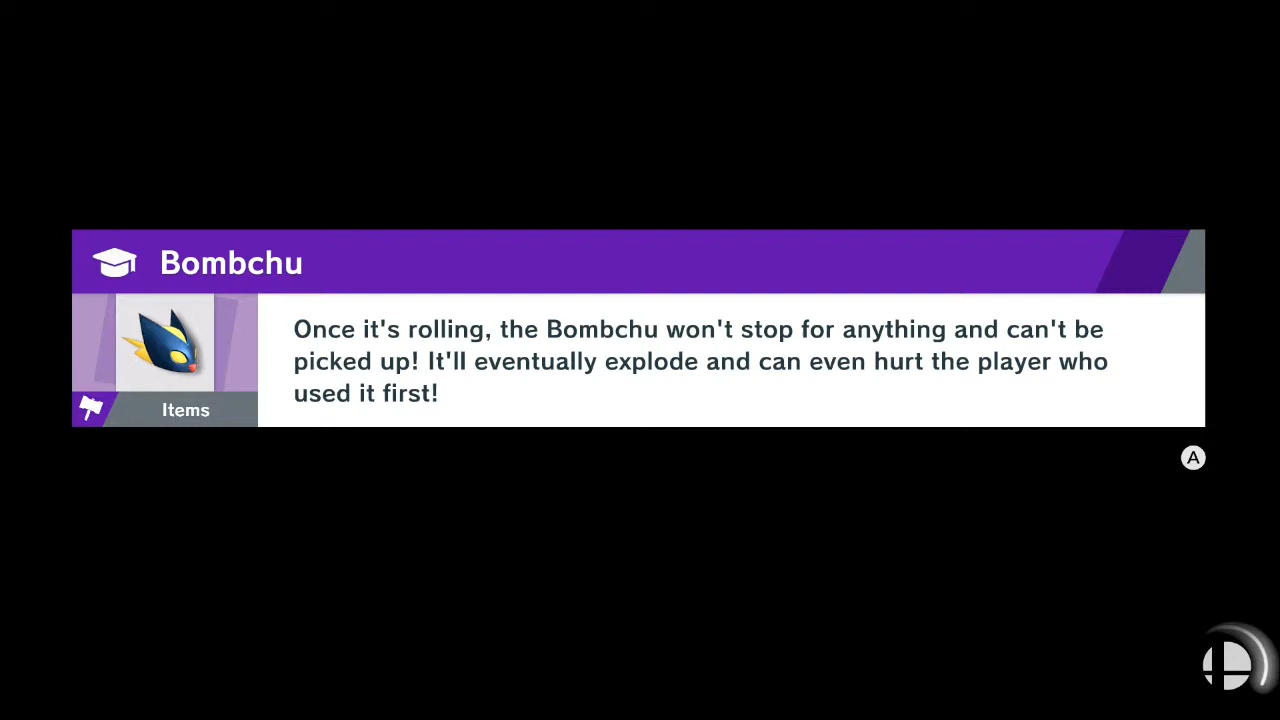 Bombchu
Once it's rolling, the Bombchu won't stop for anything and can't be
picked up! It'll eventually explode and can even hurt the player who
used it first!
Items
A